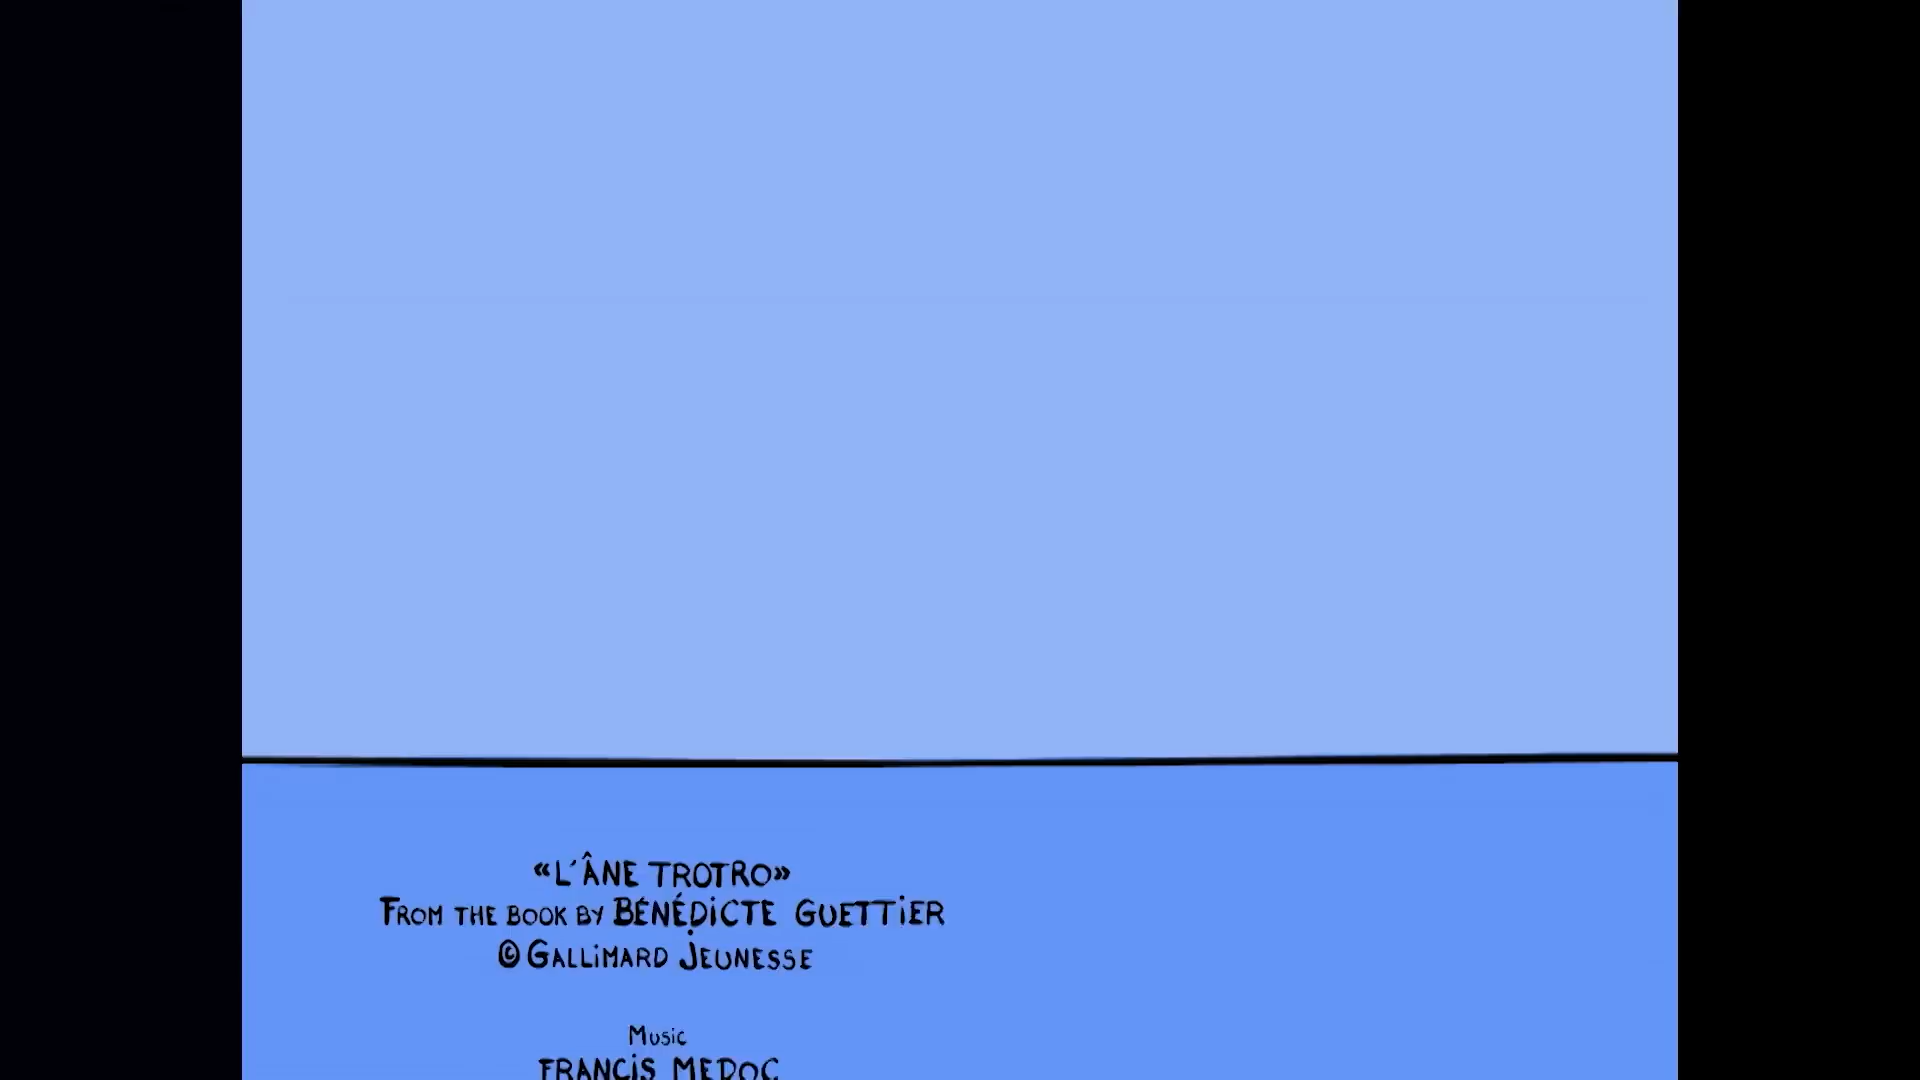 «L'ÂNE TROTRO»
FROM THE BOOK BY BÉNÉDiCTE GUETTiER
© GALLiMARD JEUNESSE
Music
FRANCiS MEDOC